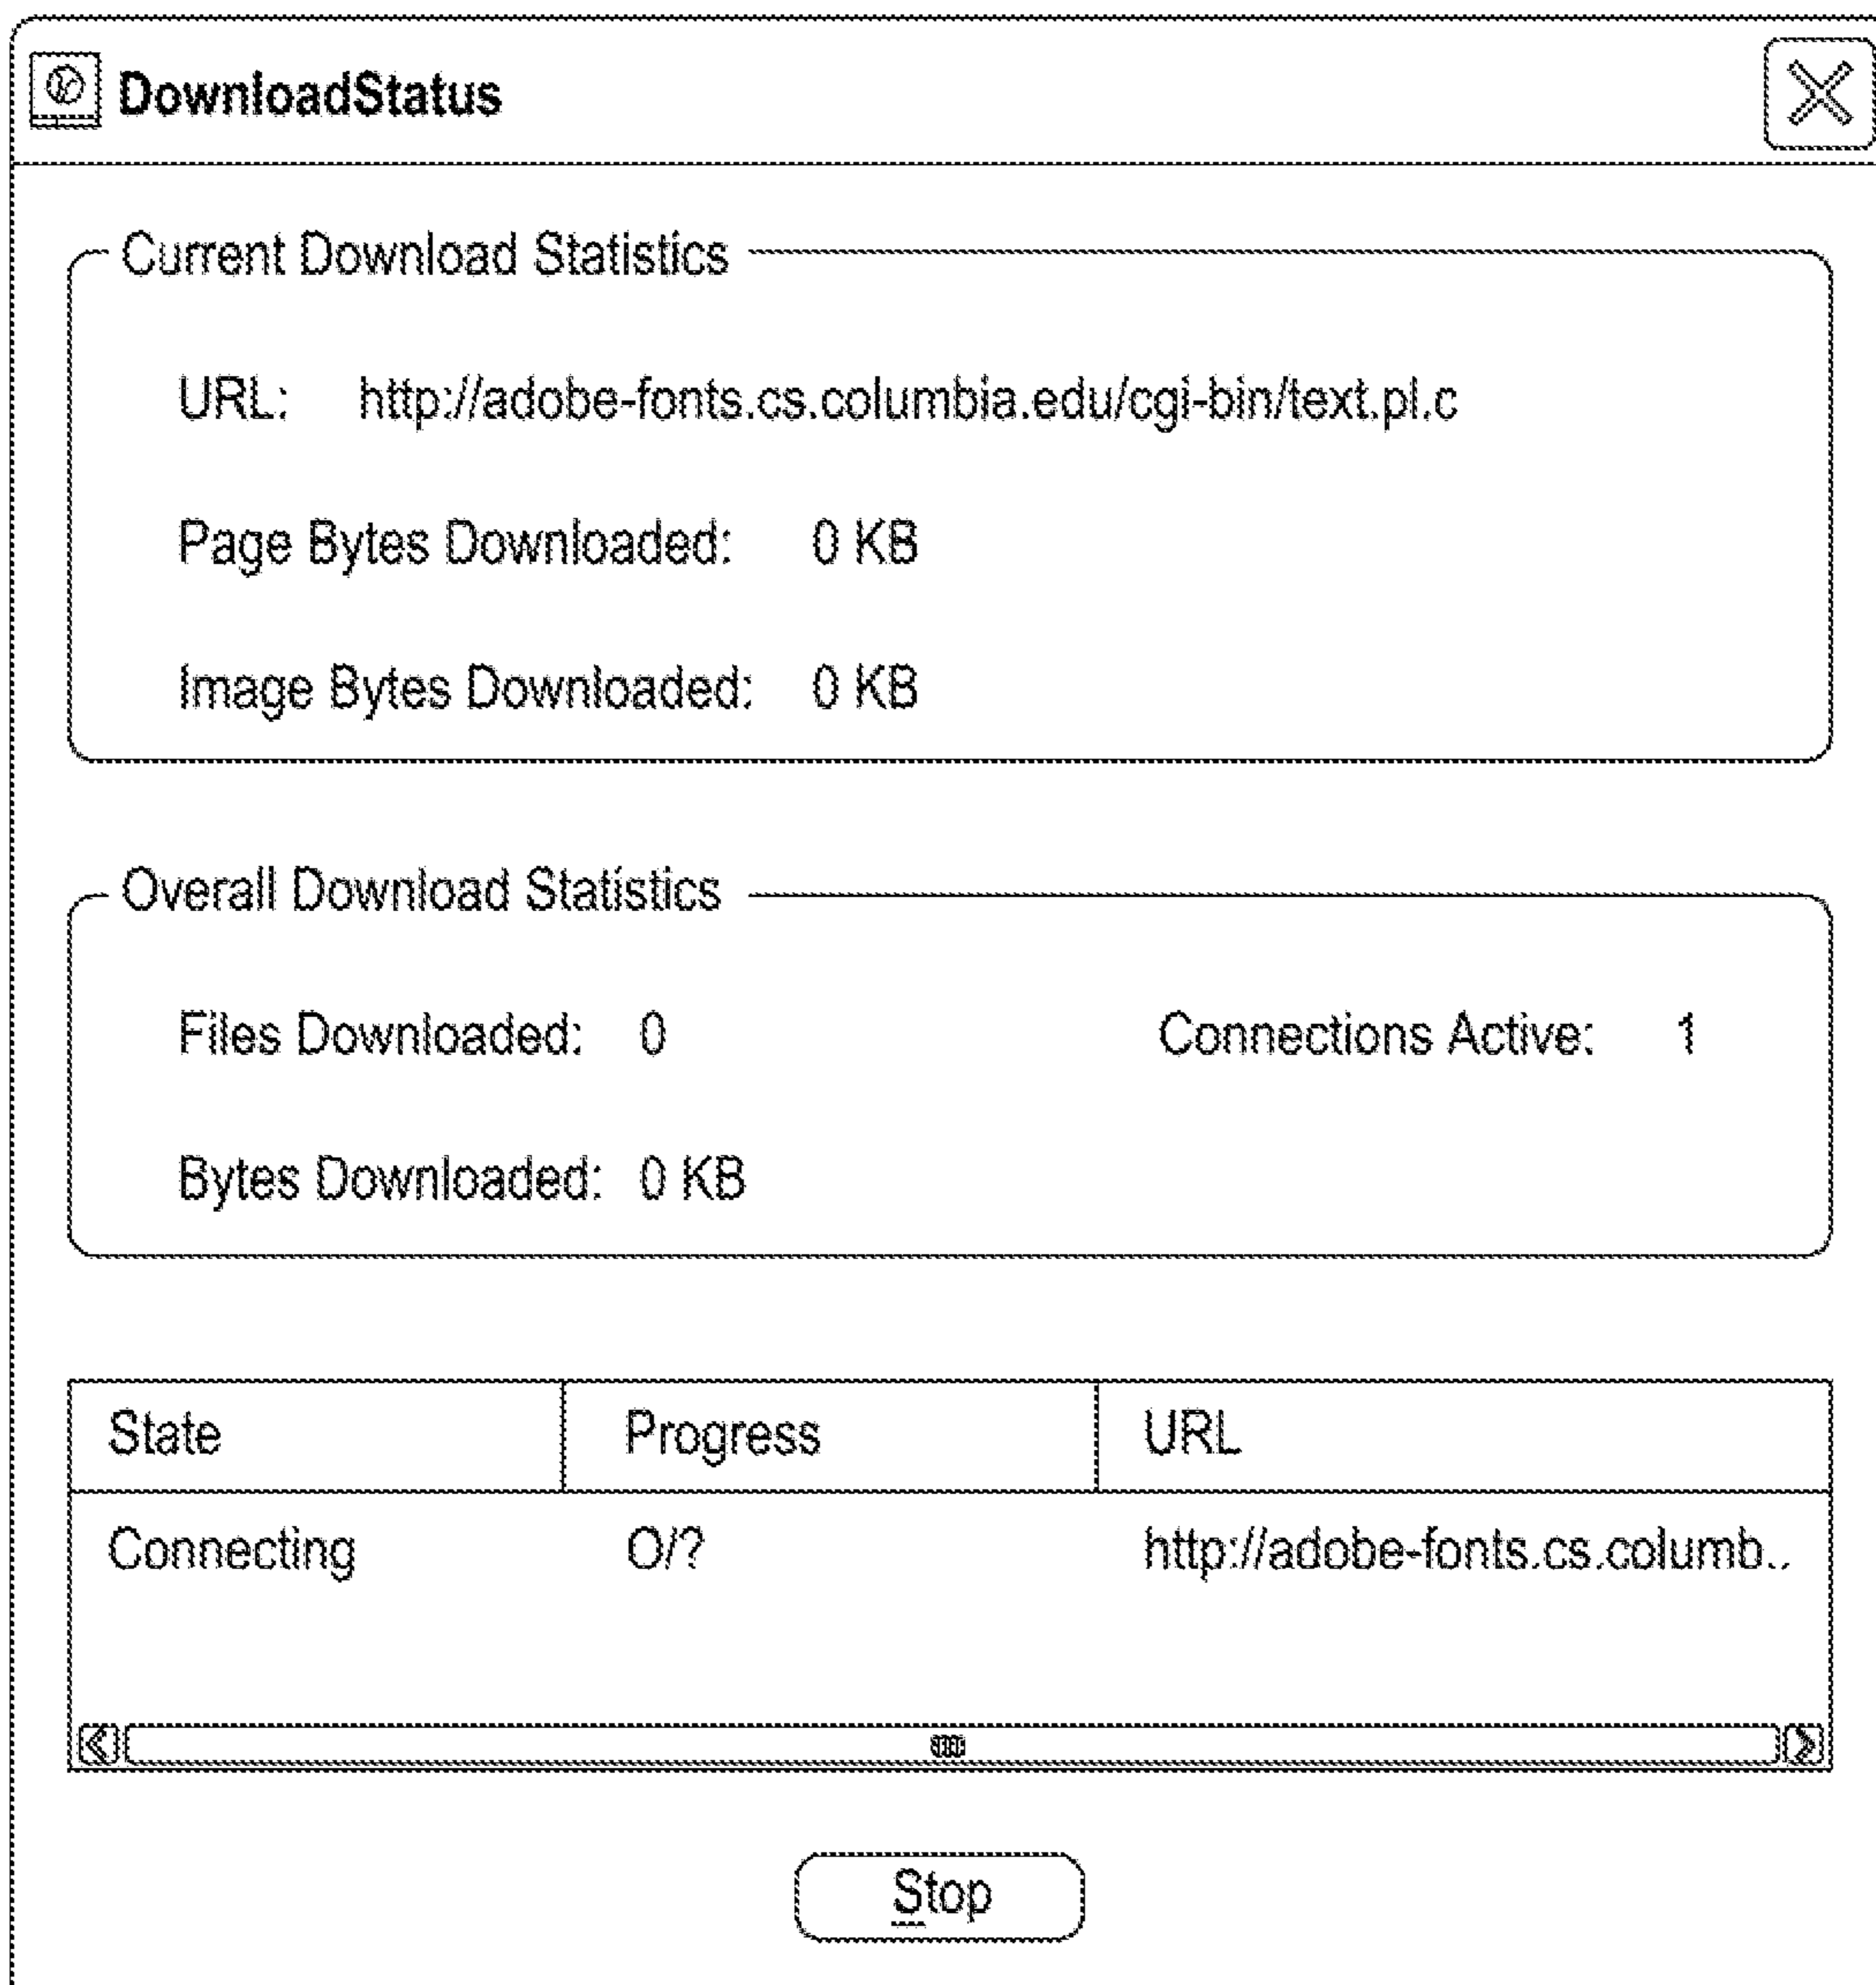 DownloadStatus
Current Download Statistics
URL: http://adobe-fonts.cs.columbia.edu/cgi-bin/text.pl.c
Page Bytes Downloaded: 0 KB
Image Bytes Downloaded: 0 KB
Overall Download Statistics
Files Downloaded: 0 Connections Active: 1
Bytes Downloaded: 0 KB
State Progress URL
Connecting O/? http://adobe-fonts.cs.columb..
Stop